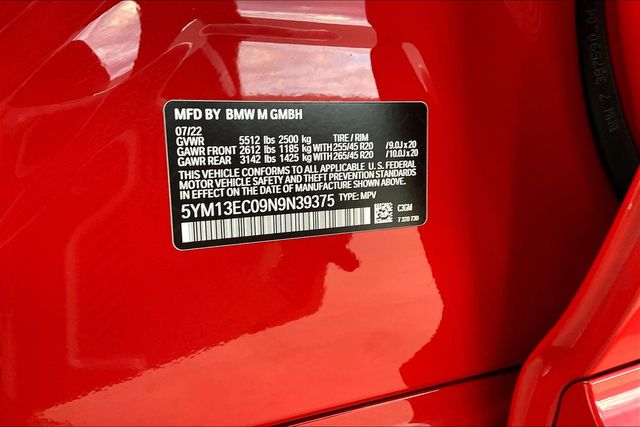 MFD BY BMW M GMBH
07/22
GVWR 5512 lbs 2500 kg TIRE / RIM
GAWR FRONT 2612 lbs 1185 kg WITH 255/45 R20 /9.0J x 20
GAWR REAR 3142 lbs 1425 kg WITH 265/45 R20 /10.0J x 20
THIS VEHICLE CONFORMS TO ALL APPLICABLE U. S. FEDERAL
MOTOR VEHICLE SAFETY AND THEFT PREVENTION STANDARDS
IN EFFECT ON THE DATE OF MANUFACTURE SHOWN ABOVE.
5YM13EC09N9N39375 TYPE: MPV
C3GM
7 320 730